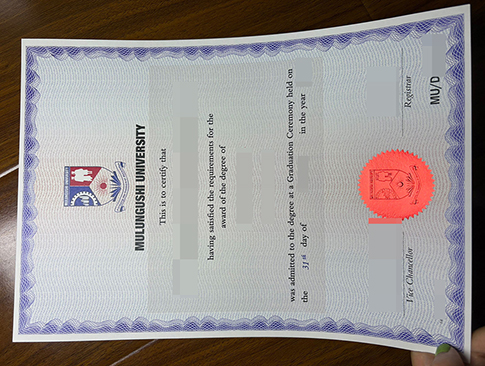 MULUNGUSHI UNIVERSITY
This is to certify that
having satisfied the requirements for the
award of the degree of
was admitted to the degree at a Graduation Ceremony held on
the 31st day of in the year
Vice Chancellor Registrar
MU/D